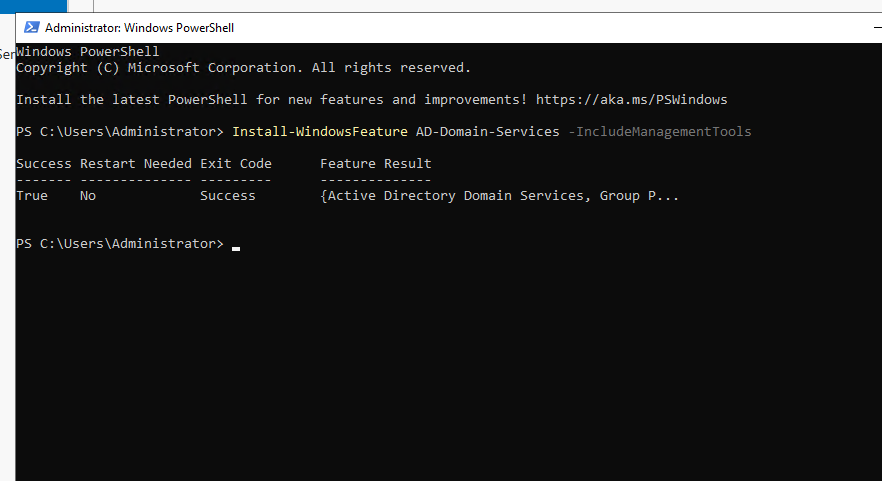 Administrator: Windows PowerShell
Ser
Windows PowerShell
Copyright (C) Microsoft Corporation. All rights reserved.
Install the latest PowerShell for new features and improvements! https://aka.ms/PSWindows
PS C:\Users\Administrator> Install-WindowsFeature AD-Domain-Services -IncludeManagementTools
Success Restart Needed Exit Code      Feature Result
------- -------------- ---------      --------------
True    No             Success        {Active Directory Domain Services, Group P...
PS C:\Users\Administrator>